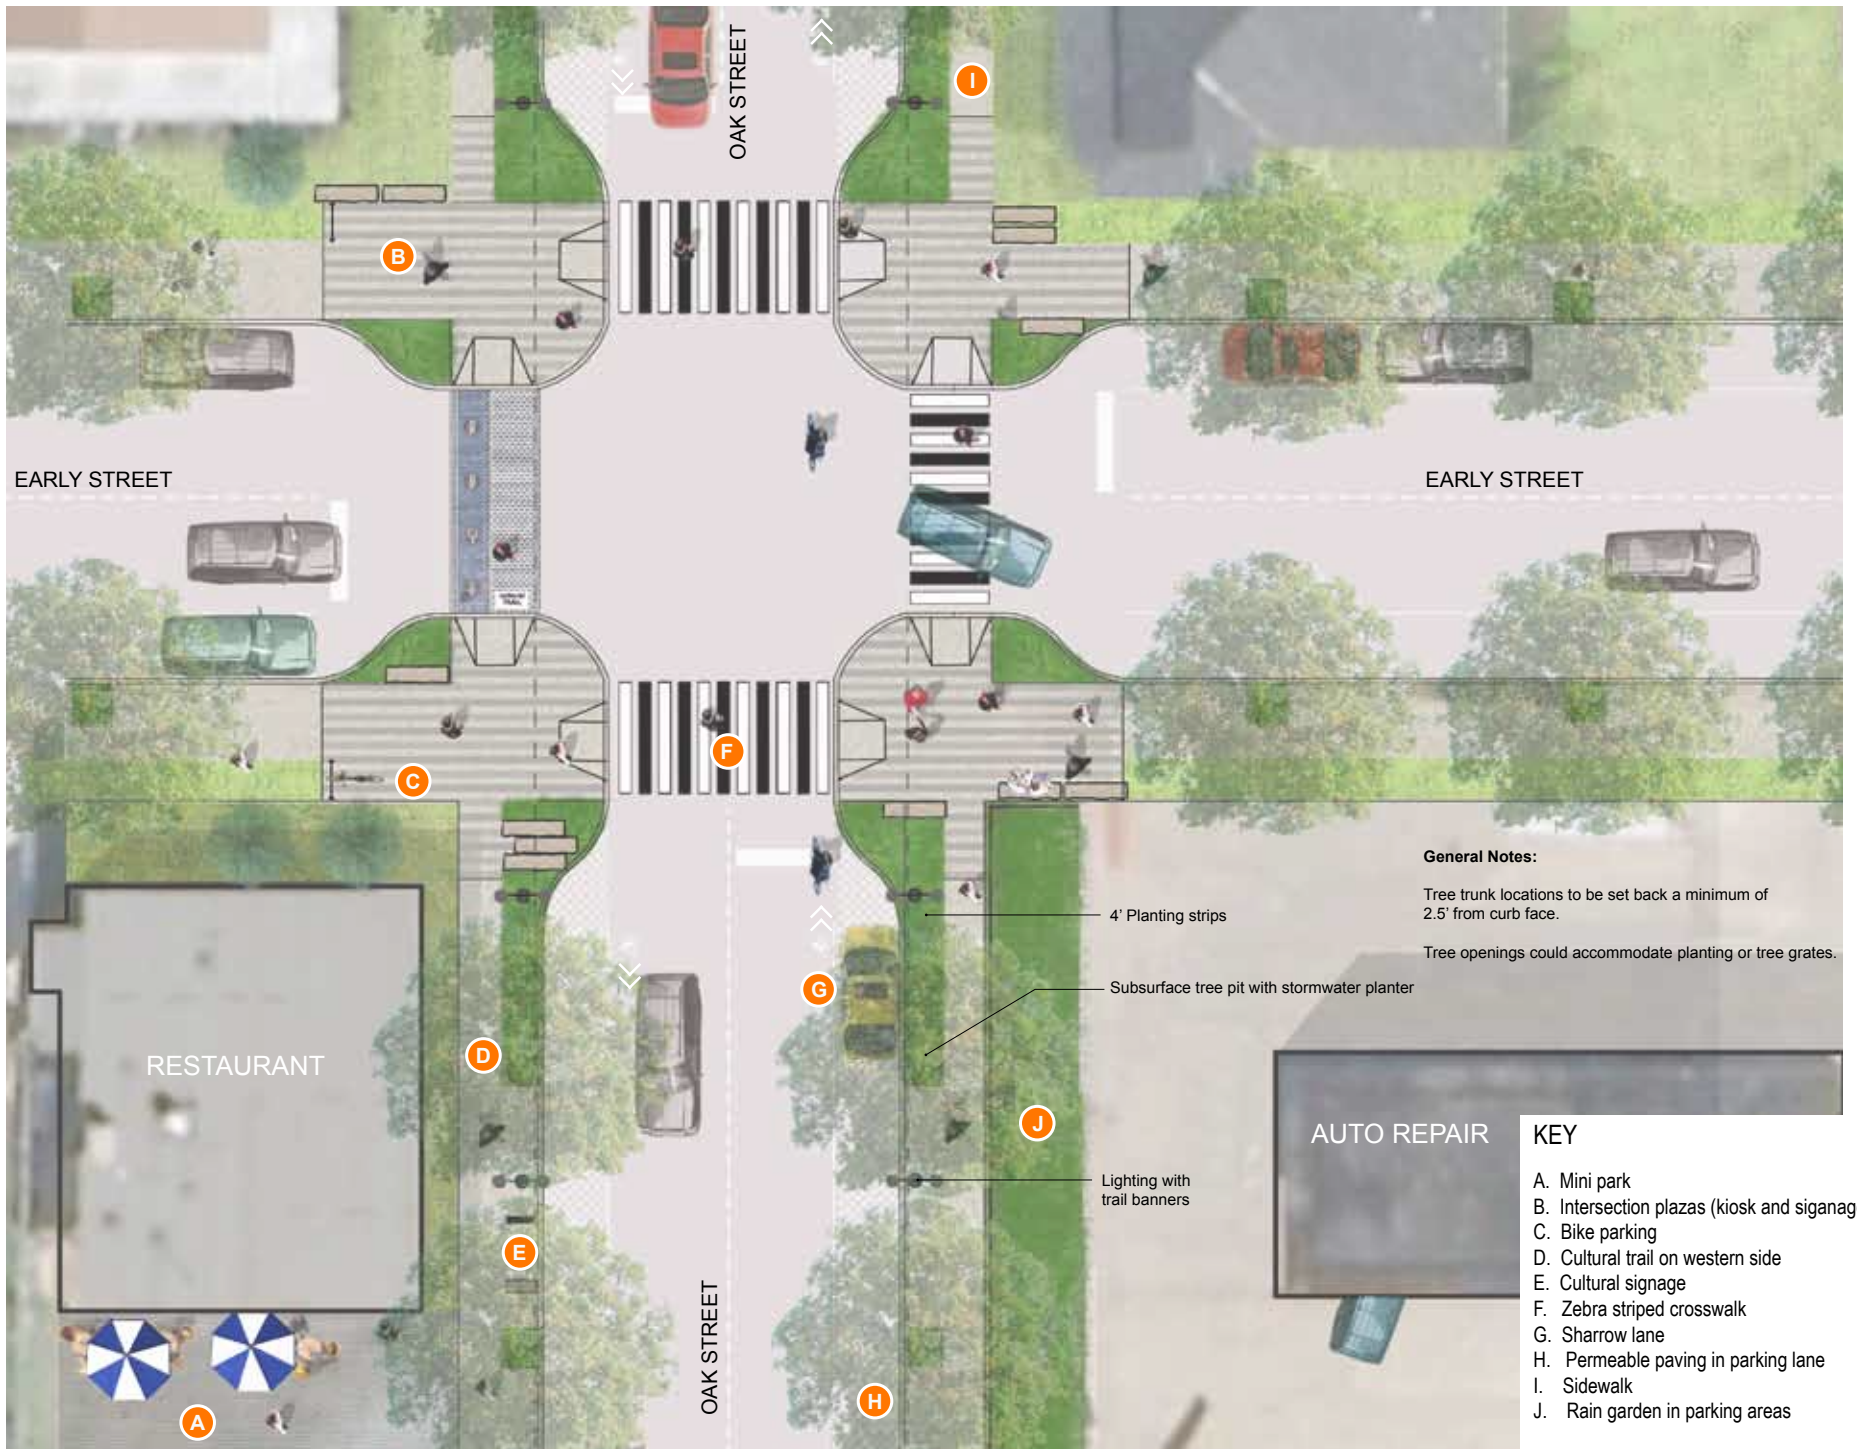 OAK STREET
I
B
EARLY STREET
EARLY STREET
F
C
General Notes:
Tree trunk locations to be set back a minimum of
2.5' from curb face.
Tree openings could accommodate planting or tree grates.
4' Planting strips
Subsurface tree pit with stormwater planter
G
D
RESTAURANT
J
AUTO REPAIR
Lighting with
trail banners
E
OAK STREET
H
A
KEY
A. Mini park
B. Intersection plazas (kiosk and siganag
C. Bike parking
D. Cultural trail on western side
E. Cultural signage
F. Zebra striped crosswalk
G. Sharrow lane
H. Permeable paving in parking lane
I. Sidewalk
J. Rain garden in parking areas